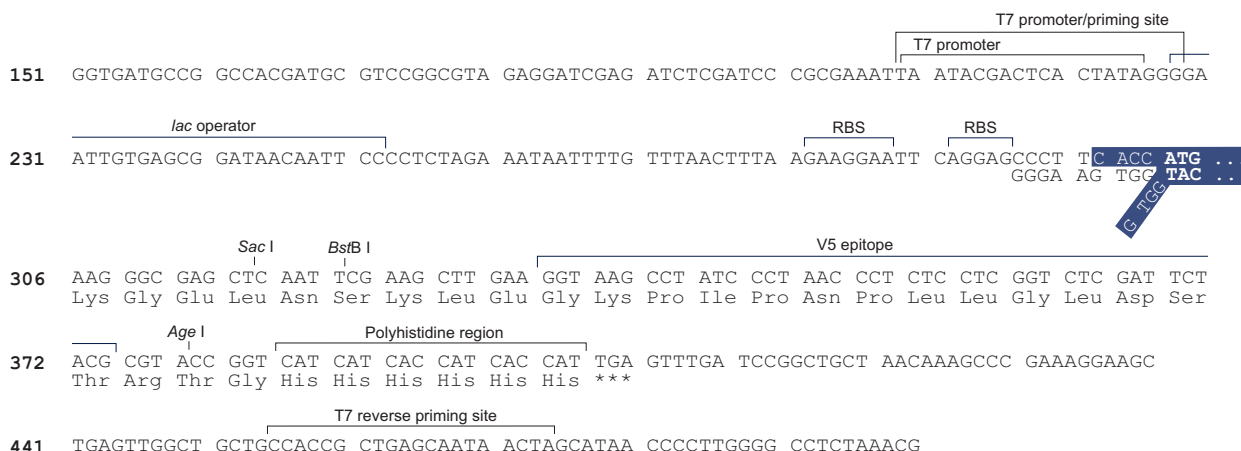 T7 promoter/priming site
T7 promoter
151 GGTGATGCCG GCCACGATGC GTCCGGCGTA GAGGATCGAG ATCTCGATCC CGCGAAATTA ATACGACTCA CTATAGGGGA
lac operator RBS RBS
231 ATTGTGAGCG GATAACAATT CCCCTCTAGA AATAATTTTG TTTAACTTTA AGAAGGAATT CAGGAGCCCT TC ACC ATG ...
GGGA AG TGG TAC ...
G TGG
Sac I BstB I V5 epitope
306 AAG GGC GAG CTC AAT TCG AAG CTT GAA GGT AAG CCT ATC CCT AAC CCT CTC CTC GGT CTC GAT TCT
Lys Gly Glu Leu Asn Ser Lys Leu Glu Gly Lys Pro Ile Pro Asn Pro Leu Leu Gly Leu Asp Ser
Age I Polyhistidine region
372 ACG CGT ACC GGT CAT CAT CAC CAT CAC CAT TGA GTTTGA TCCGGCTGCT AACAAAGCCC GAAAGGAAGC
Thr Arg Thr Gly His His His His His His ***
T7 reverse priming site
441 TGAGTTGGCT GCTGCCACCG CTGAGCAATA ACTAGCATAA CCCCTTGGGG CCTCTAAACG